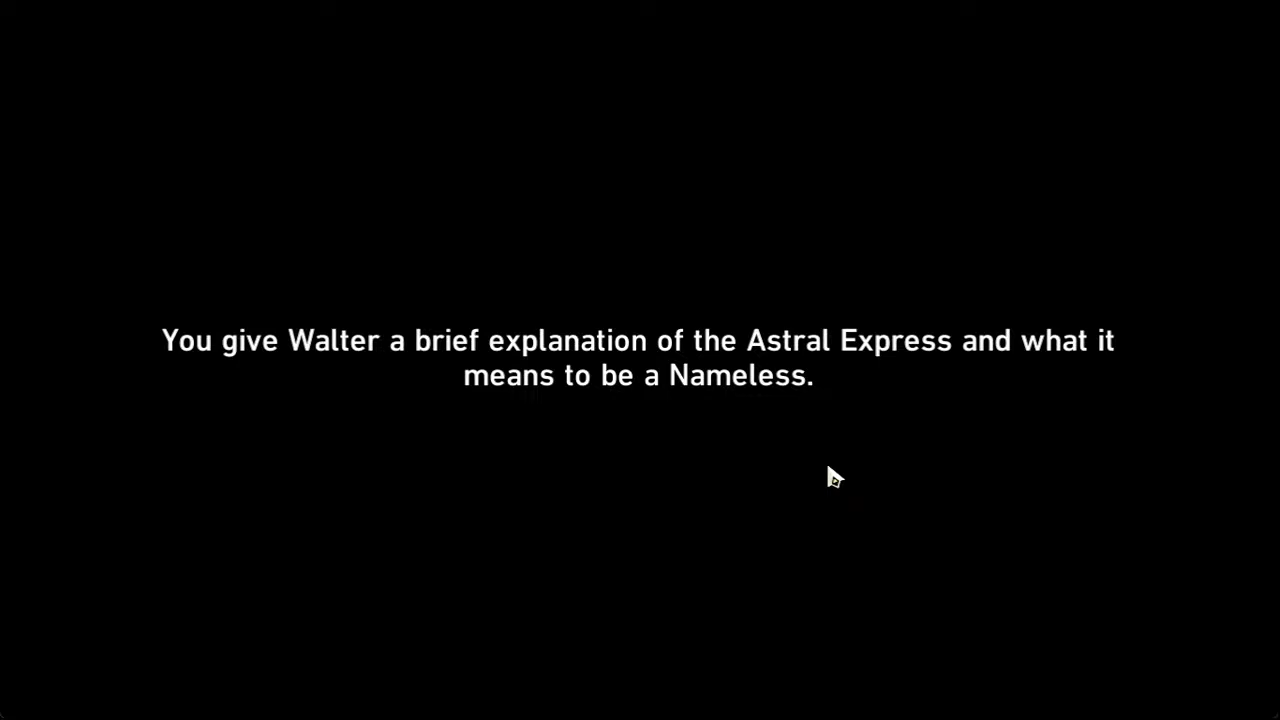 You give Walter a brief explanation of the Astral Express and what it
means to be a Nameless.